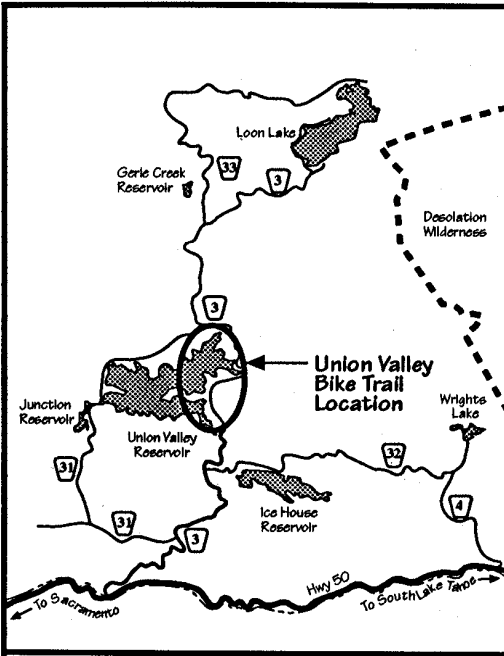 Loon Lake
33
3
Gerle Creek
Reservoir
Desolation
Wilderness
3
Union Valley
Bike Trail
Location
Junction
Reservoir
Union Valley
Reservoir
Wrights
Lake
31
32
Ice House
Reservoir
31
3
4
Hwy 50
To Sacramento
To South Lake Tahoe